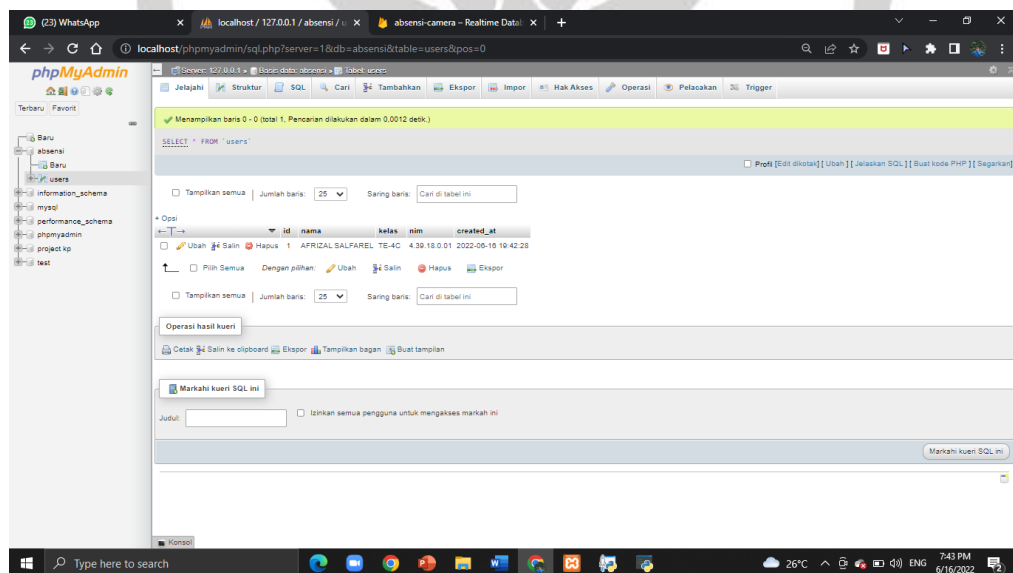 (23) WhatsApp
localhost / 127.0.0.1 / absensi / u
absensi-camera – Realtime Datab
localhost/phpmyadmin/sql.php?server=1&db=absensi&table=users&pos=0
phpMyAdmin
Terbaru Favorit
Baru
absensi
Baru
users
information_schema
mysql
performance_schema
phpmyadmin
project kp
test
Server: 127.0.0.1 » Basis data: absensi » Tabel: users
Jelajahi Struktur SQL Cari Tambahkan Ekspor Impor Hak Akses Operasi Pelacakan Trigger
Menampilkan baris 0 - 0 (total 1, Pencarian dilakukan dalam 0,0012 detik.)
SELECT * FROM `users`
Profil [Edit dikotak] [ Ubah ] [ Jelaskan SQL ] [ Buat kode PHP ] [ Segarkan]
Tampilkan semua | Jumlah baris: 25 Saring baris: Cari di tabel ini
+ Opsi
←T→ id nama kelas nim created_at
Ubah Salin Hapus 1 AFRIZAL SALFAREL TE-4C 4.39.18.0.01 2022-06-16 19:42:28
Pilih Semua Dengan pilihan: Ubah Salin Hapus Ekspor
Tampilkan semua | Jumlah baris: 25 Saring baris: Cari di tabel ini
Operasi hasil kueri
Cetak Salin ke clipboard Ekspor Tampilkan bagan Buat tampilan
Markahi kueri SQL ini
Judul: Izinkan semua pengguna untuk mengakses markah ini
Markahi kueri SQL ini
Konsol
Type here to search
26°C ENG 7:43 PM
6/16/2022